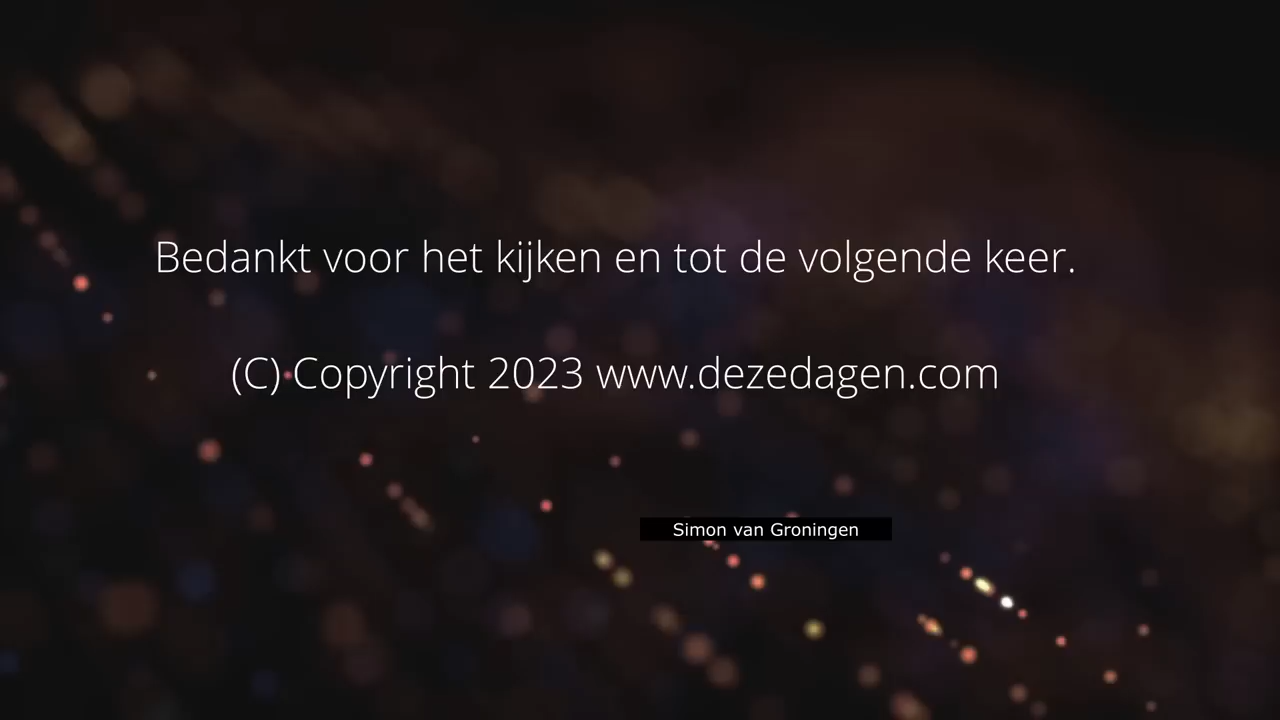 Bedankt voor het kijken en tot de volgende keer.
(C) Copyright 2023 www.dezedagen.com
Simon van Groningen